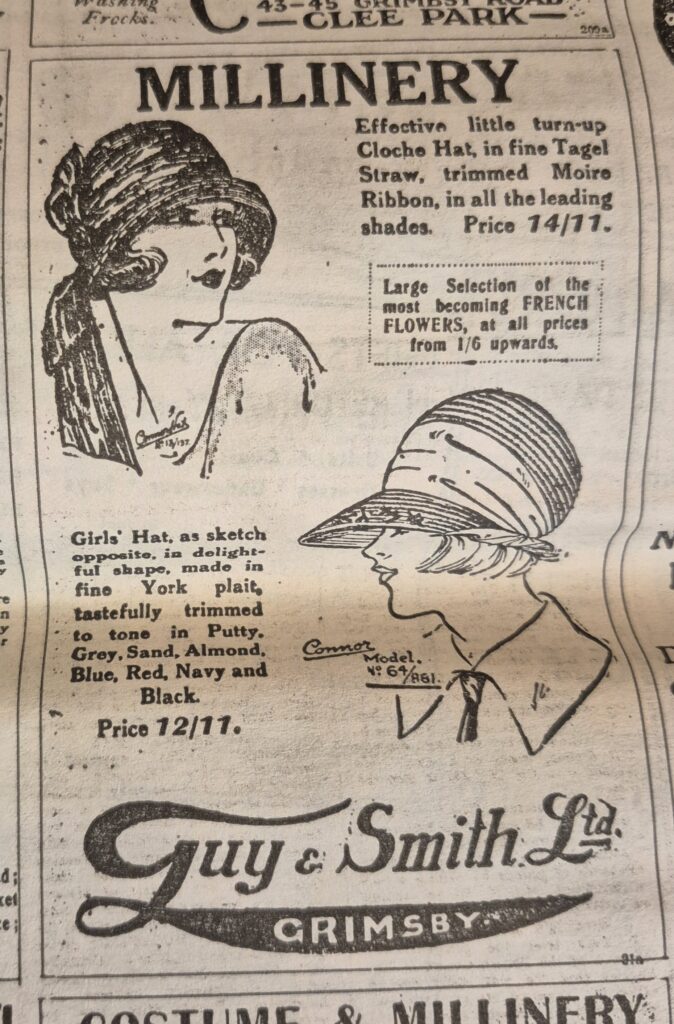 Washing
Frocks.
43-45 GRIMSBY ROAD
—CLEE PARK—
209a
MILLINERY
Effective little turn-up
Cloche Hat, in fine Tagel
Straw, trimmed Moire
Ribbon, in all the leading
shades. Price 14/11.
Large Selection of the
most becoming FRENCH
FLOWERS, at all prices
from 1/6 upwards.
Girls' Hat, as sketch
opposite, in delight-
ful shape, made in
fine York plait,
tastefully trimmed
to tone in Putty,
Grey, Sand, Almond,
Blue, Red, Navy and
Black.
Price 12/11.
Connor
Model.
No 64/881.
Guy & Smith Ltd.
GRIMSBY.
31a
COSTUME & MILLINERY